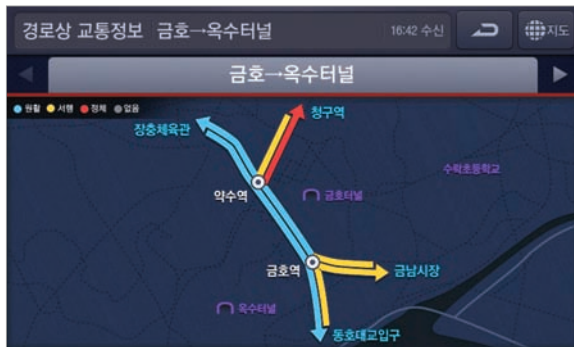 경로상 교통정보 금호→옥수터널 16:42 수신 지도
금호→옥수터널
원활 서행 정체 없음
장충체육관
청구역
수락초등학교
약수역
금호터널
금호역
금남시장
옥수터널
동호대교입구